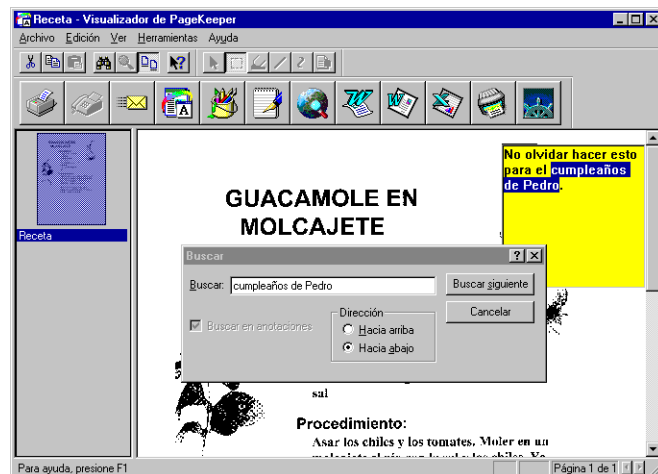 Receta - Visualizador de PageKeeper
Archivo Edición Ver Herramientas Ayuda
No olvidar hacer esto
para el cumpleaños
de Pedro.
GUACAMOLE EN
MOLCAJETE
Receta
Buscar
Buscar: cumpleaños de Pedro
Buscar siguiente
Buscar en anotaciones
Dirección
Cancelar
Hacia arriba
Hacia abajo
sal
Procedimiento:
Asar los chiles y los tomates. Moler en un
Para ayuda, presione F1
Página 1 de 1